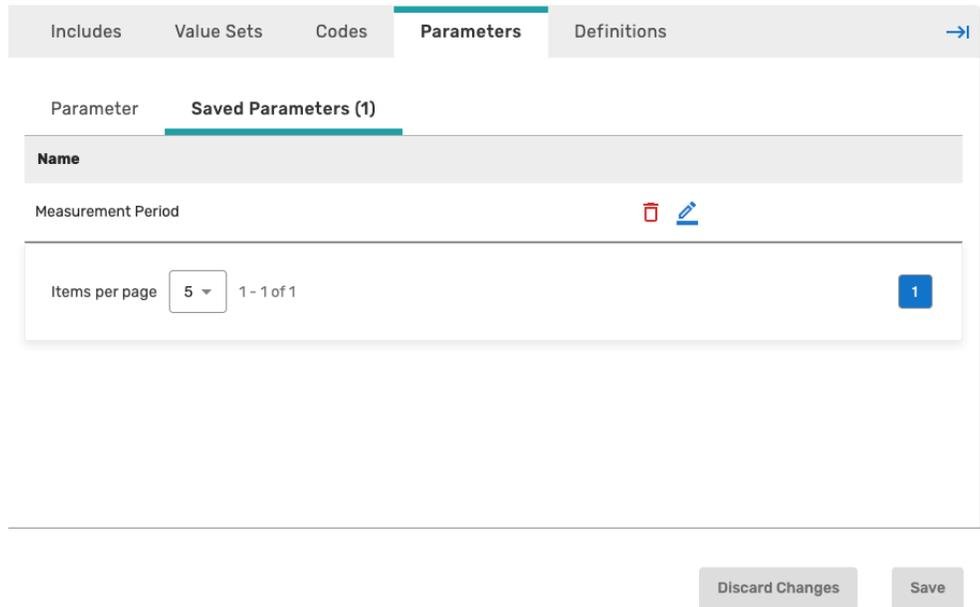 Includes Value Sets Codes Parameters Definitions
Parameter Saved Parameters (1)
Name
Measurement Period
Items per page 5 1 - 1 of 1 1
Discard Changes Save